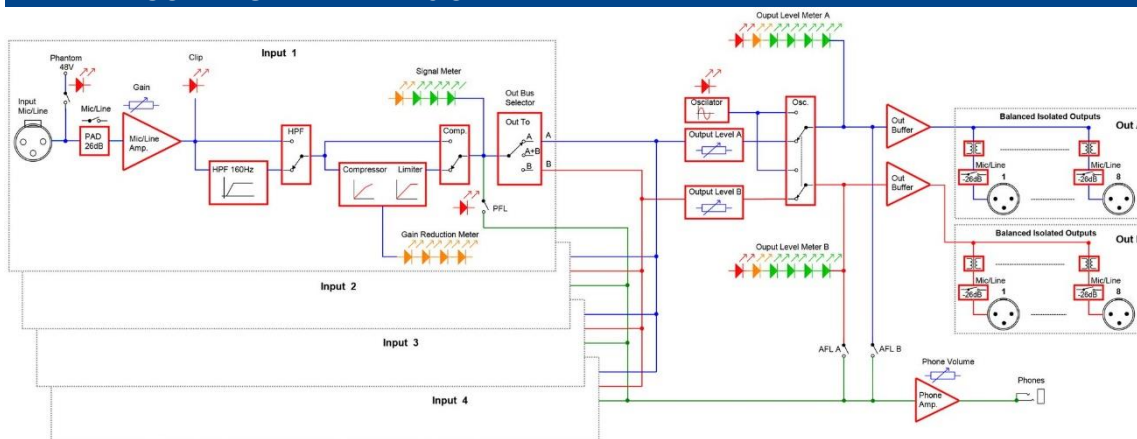 Input 1
Phantom
48V
Input
Mic/Line
Mic/Line
PAD
26dB
Gain
Mic/Line
Amp.
Clip
HPF
HPF 160Hz
Signal Meter
Comp.
Compressor
Limiter
Gain Reduction Meter
PFL
Out Bus
Selector
Out To
A
A+B
B
A
B
Input 2
Input 3
Input 4
Ouput Level Meter A
Oscilator
Osc.
Output Level A
Output Level B
Ouput Level Meter B
Out
Buffer
Out
Buffer
Balanced Isolated Outputs
Out
Mic/Line
-26dB
1
Mic/Line
-26dB
8
Balanced Isolated Outputs
Out
Mic/Line
-26dB
1
Mic/Line
-26dB
8
AFL A
AFL B
Phone Volume
Phone
Amp.
Phones